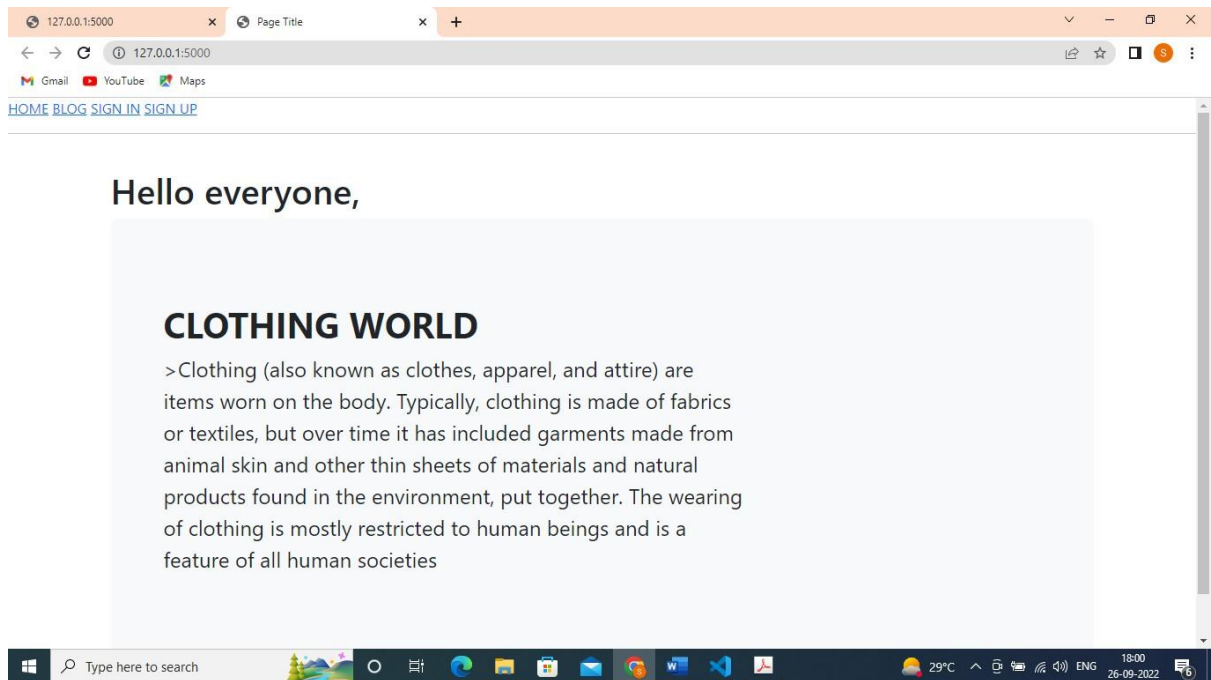 127.0.0.1:5000
Page Title
127.0.0.1:5000
Gmail YouTube Maps
HOME BLOG SIGN IN SIGN UP
Hello everyone,
CLOTHING WORLD
>Clothing (also known as clothes, apparel, and attire) are
items worn on the body. Typically, clothing is made of fabrics
or textiles, but over time it has included garments made from
animal skin and other thin sheets of materials and natural
products found in the environment, put together. The wearing
of clothing is mostly restricted to human beings and is a
feature of all human societies
Type here to search
29°C
ENG
18:00
26-09-2022
6
S